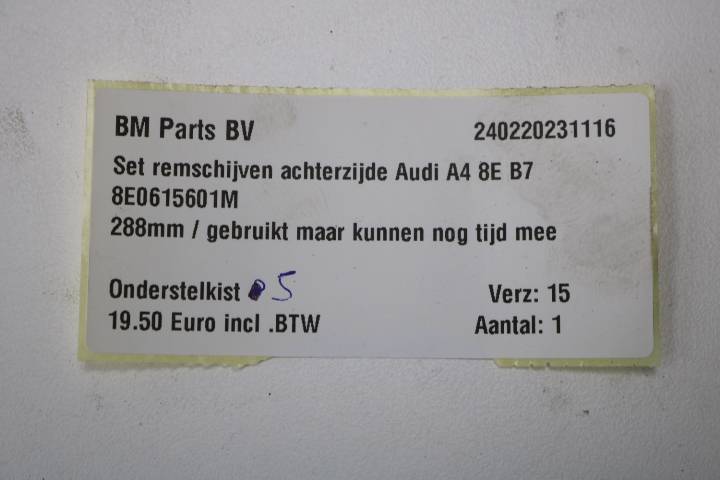 BM Parts BV 240220231116
Set remschijven achterzijde Audi A4 8E B7
8E0615601M
288mm / gebruikt maar kunnen nog tijd mee
Onderstelkist 5 Verz: 15
19.50 Euro incl .BTW Aantal: 1